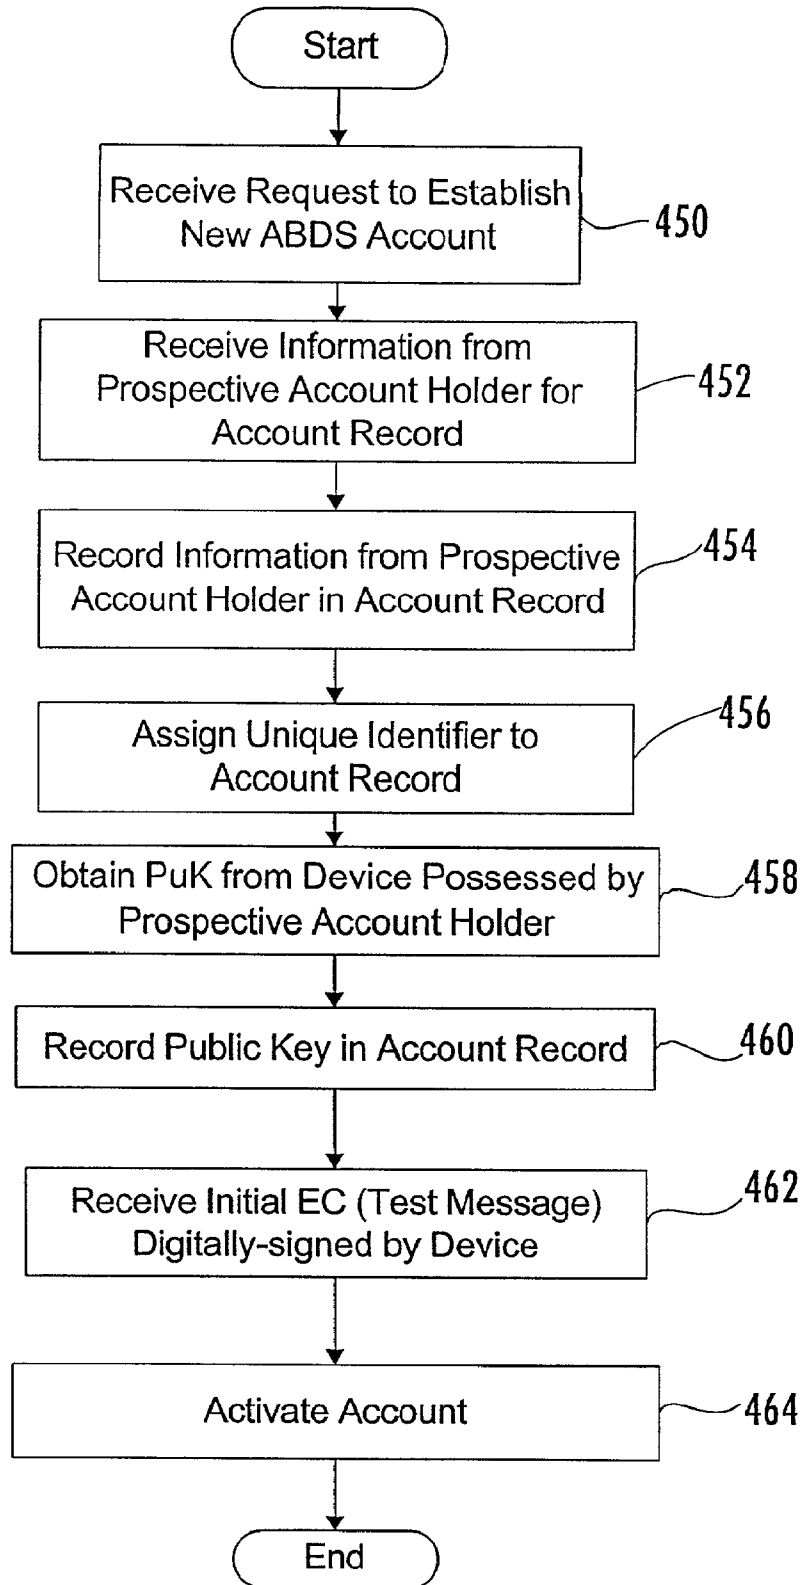 Start
Receive Request to Establish
New ABDS Account
450
Receive Information from
Prospective Account Holder for
Account Record
452
Record Information from Prospective
Account Holder in Account Record
454
Assign Unique Identifier to
Account Record
456
Obtain PuK from Device Possessed by
Prospective Account Holder
458
Record Public Key in Account Record
460
Receive Initial EC (Test Message)
Digitally-signed by Device
462
Activate Account
464
End